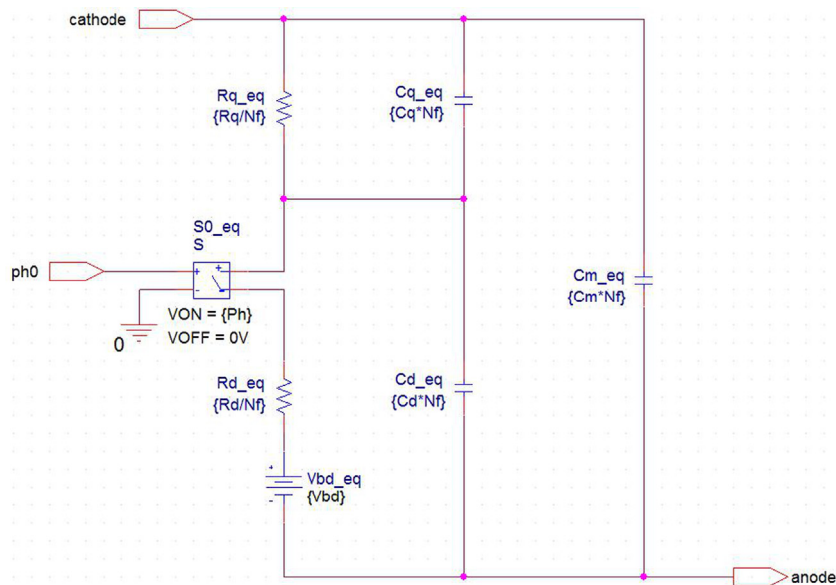 cathode
Rq_eq
{Rq/Nf}
Cq_eq
{Cq*Nf}
S0_eq
S
ph0
+
+
-
-
VON = {Ph}
VOFF = 0V
0
Cm_eq
{Cm*Nf}
Rd_eq
{Rd/Nf}
Cd_eq
{Cd*Nf}
+
Vbd_eq
{Vbd}
-
anode